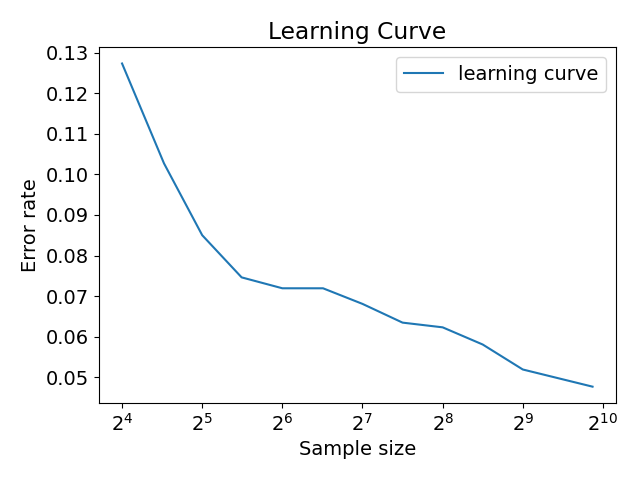 Learning Curve
learning curve
Error rate
0.13
0.12
0.11
0.10
0.09
0.08
0.07
0.06
0.05
2⁴ 2⁵ 2⁶ 2⁷ 2⁸ 2⁹ 2¹⁰
Sample size